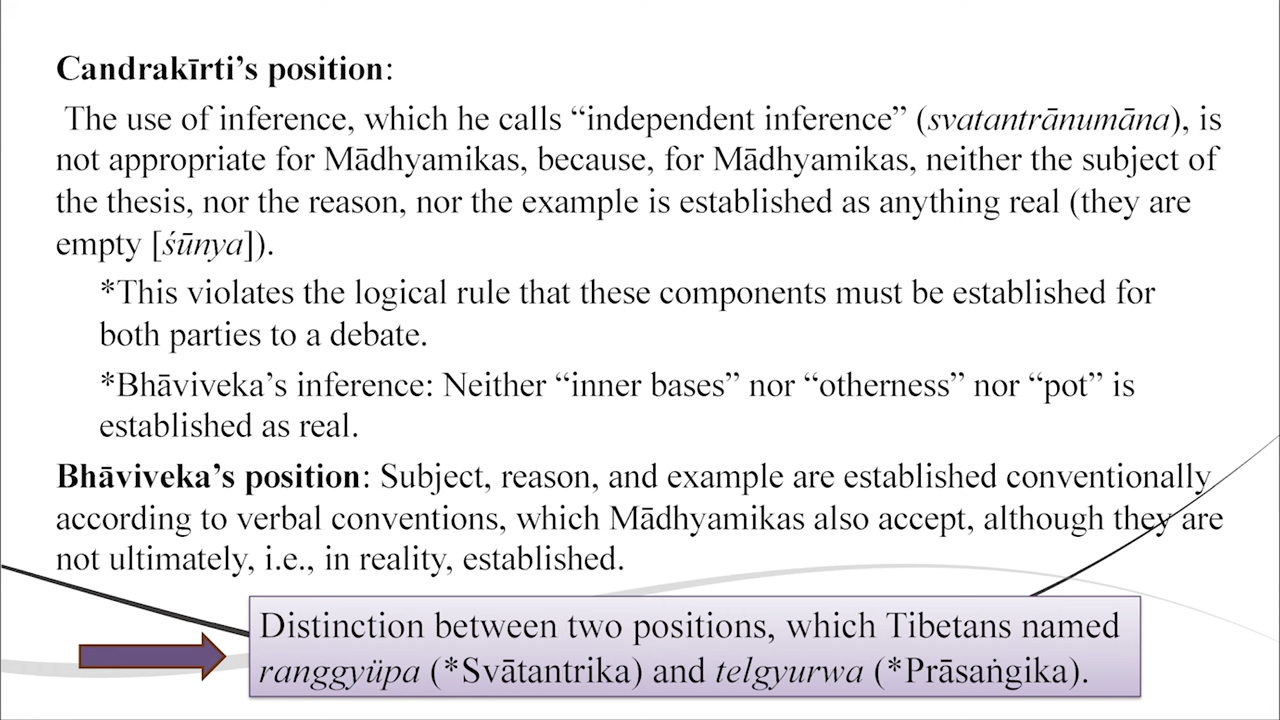 Candrakīrti’s position:
The use of inference, which he calls “independent inference” (svatantrānumāna), is
not appropriate for Mādhyamikas, because, for Mādhyamikas, neither the subject of
the thesis, nor the reason, nor the example is established as anything real (they are
empty [śūnya]).
*This violates the logical rule that these components must be established for
both parties to a debate.
*Bhāviveka’s inference: Neither “inner bases” nor “otherness” nor “pot” is
established as real.
Bhāviveka’s position: Subject, reason, and example are established conventionally
according to verbal conventions, which Mādhyamikas also accept, although they are
not ultimately, i.e., in reality, established.
Distinction between two positions, which Tibetans named
ranggyüpa (*Svātantrika) and telgyurwa (*Prāsaṅgika).